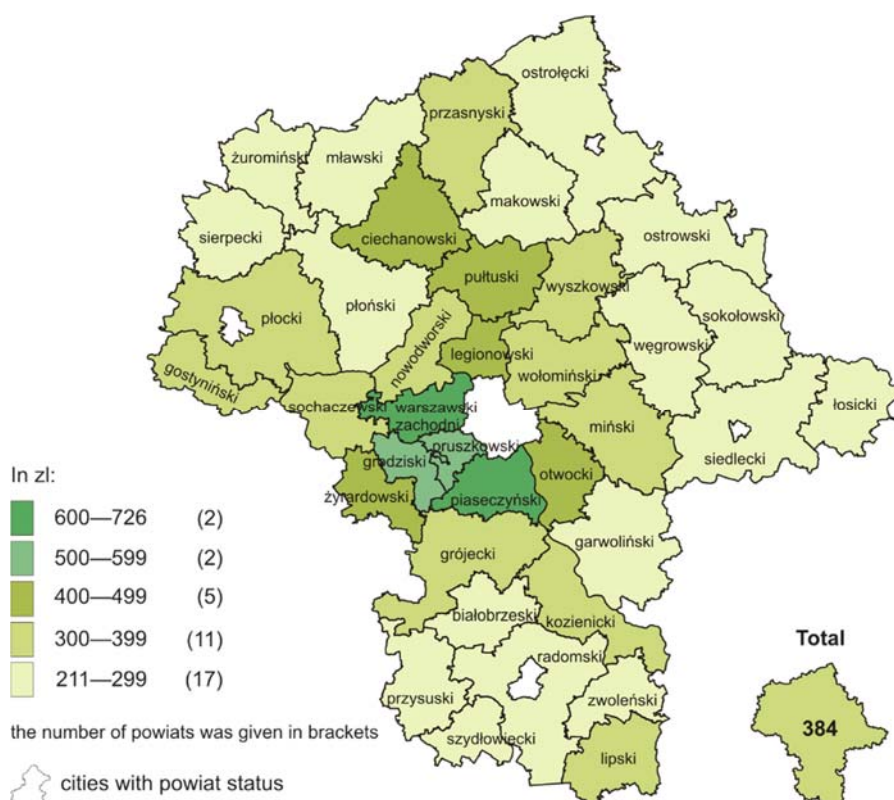 ostrołęcki
przasnyski
żuromiński
mławski
makowski
sierpecki
ciechanowski
ostrowski
pułtuski
wyszkowski
płocki
płoński
sokołowski
węgrowski
nowodworski
legionowski
wołomiński
gostyniński
sochaczewski
warszawski
zachodni
łosicki
miński
pruszkowski
grodziski
siedlecki
otwocki
żyrardowski
piaseczyński
garwoliński
grójecki
białobrzeski
kozienicki
radomski
przysuski
zwoleński
szydłowiecki
lipski
In zl:
600—726 (2)
500—599 (2)
400—499 (5)
300—399 (11)
211—299 (17)
the number of powiats was given in brackets
cities with powiat status
Total
384